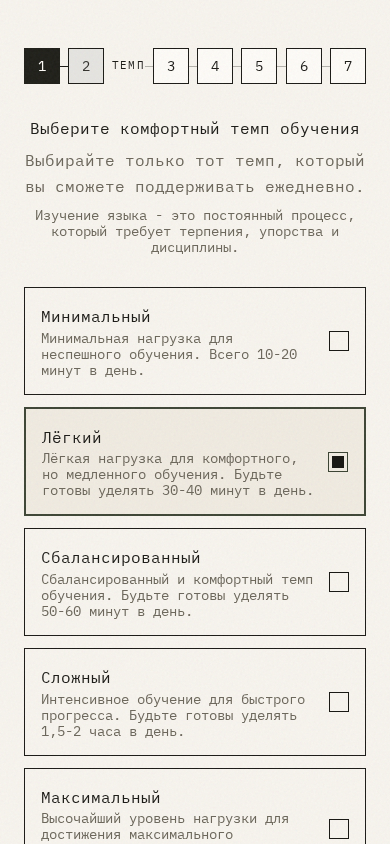 1 2 ТЕМП 3 4 5 6 7
Выберите комфортный темп обучения
Выбирайте только тот темп, который
вы сможете поддерживать ежедневно.
Изучение языка - это постоянный процесс,
который требует терпения, упорства и
дисциплины.
Минимальный
Минимальная нагрузка для
неспешного обучения. Всего 10-20
минут в день.
Лёгкий
Лёгкая нагрузка для комфортного,
но медленного обучения. Будьте
готовы уделять 30-40 минут в день.
Сбалансированный
Сбалансированный и комфортный темп
обучения. Будьте готовы уделять
50-60 минут в день.
Сложный
Интенсивное обучение для быстрого
прогресса. Будьте готовы уделять
1,5-2 часа в день.
Максимальный
Высочайший уровень нагрузки для
достижения максимального